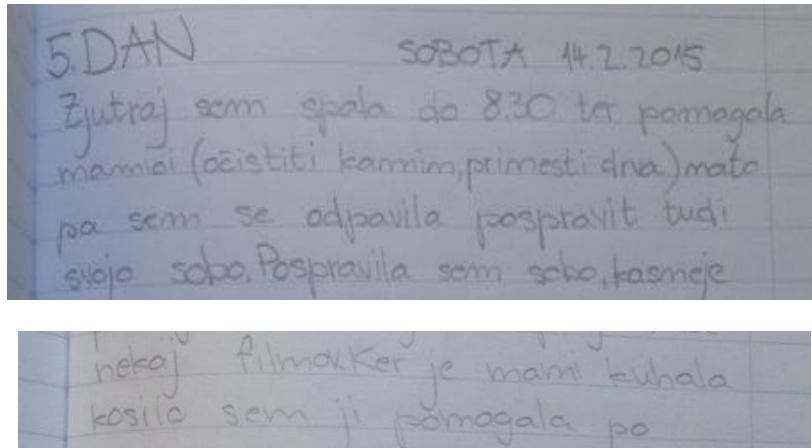 5. DAN SOBOTA 14.2.2015
Zjutraj sem spala do 8.30 ter pomagala
mamici (očistiti kammim, primesti drva) nato
pa sem se odpavila pospravit tudi
svojo sobo. Pospravila sem sobo, kasneje
nekaj filmov. Ker je mami kuhala
kosilo sem ji pomagala po